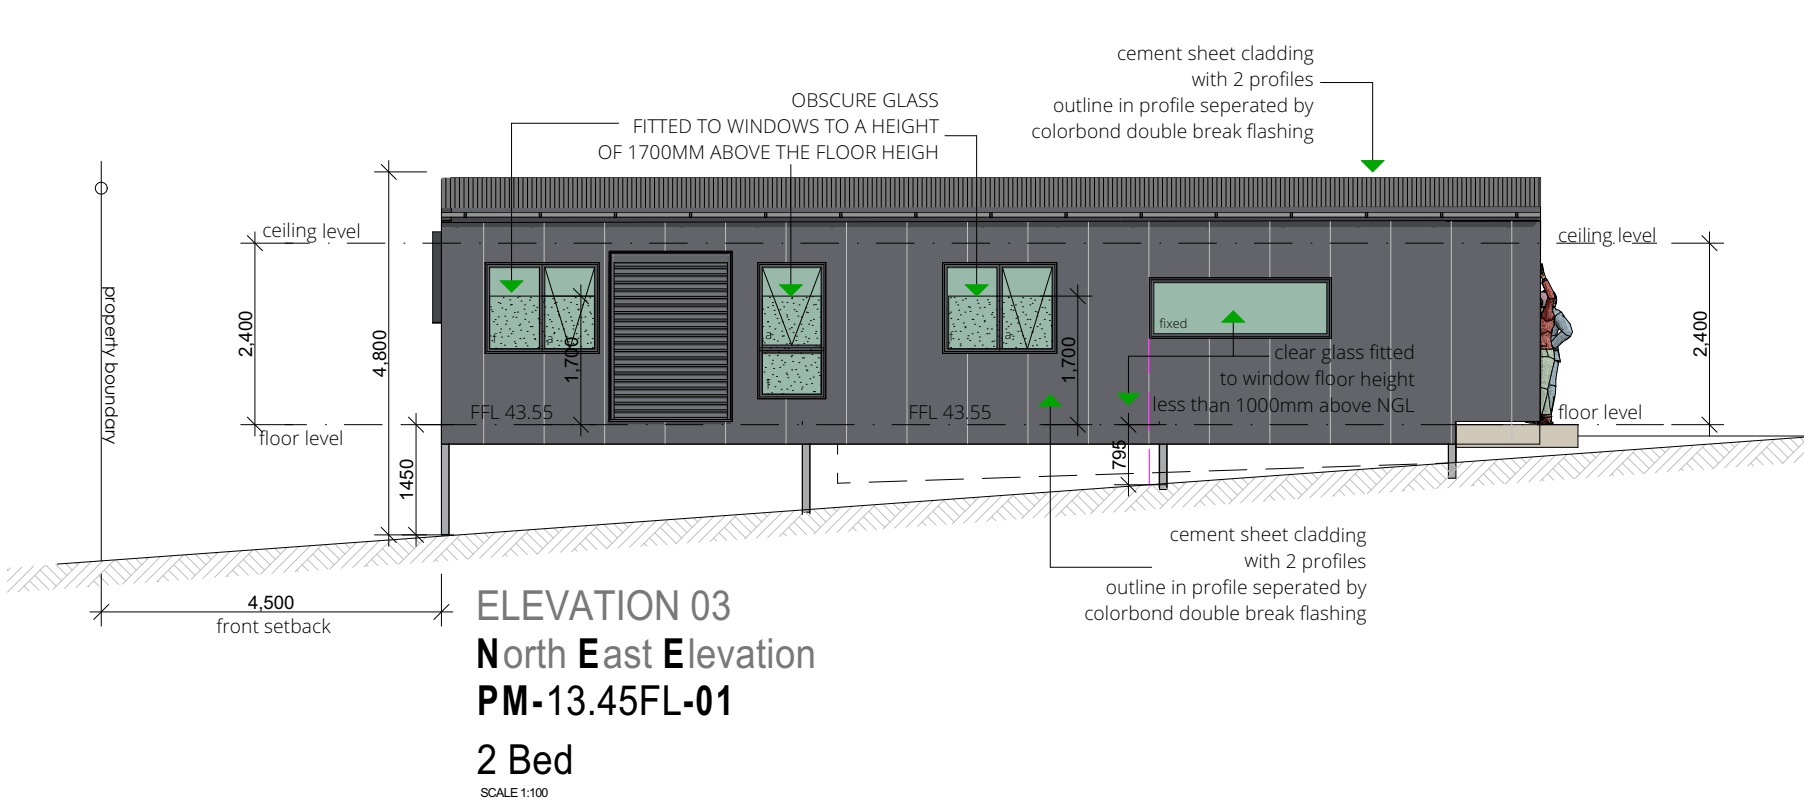 cement sheet cladding
with 2 profiles
outline in profile seperated by
colorbond double break flashing
OBSCURE GLASS
FITTED TO WINDOWS TO A HEIGHT
OF 1700MM ABOVE THE FLOOR HEIGH
ceiling level
ceiling level
property boundary
2,400
4,800
1,700
1,700
2,400
fixed
f
a
a
f
f
a
clear glass fitted
to window floor height
less than 1000mm above NGL
FFL 43.55
FFL 43.55
floor level
floor level
1450
795
cement sheet cladding
with 2 profiles
outline in profile seperated by
colorbond double break flashing
4,500
front setback
ELEVATION 03
North East Elevation
PM-13.45FL-01
2 Bed
SCALE 1:100